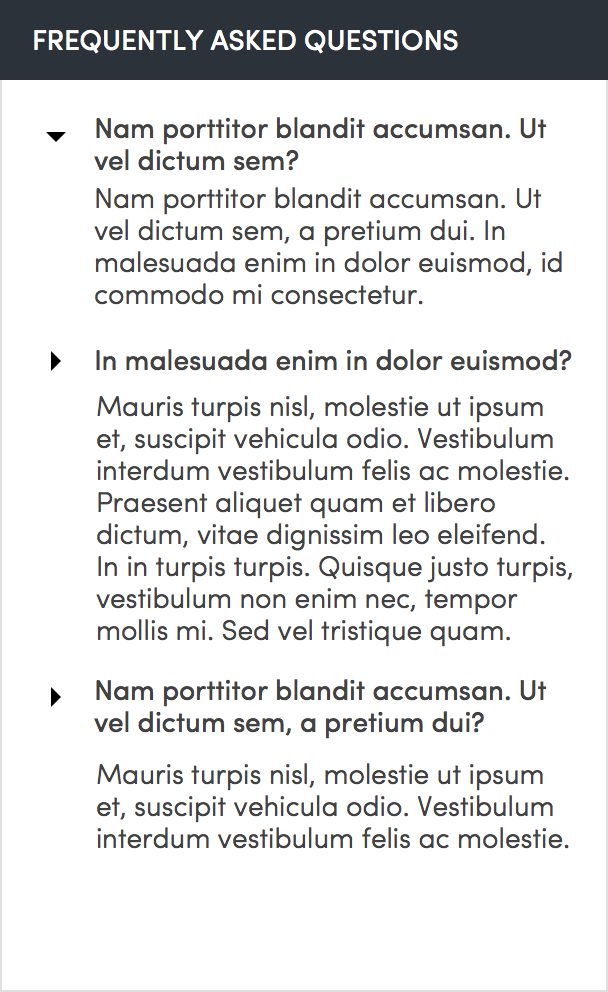 FREQUENTLY ASKED QUESTIONS
Nam porttitor blandit accumsan. Ut
vel dictum sem?
Nam porttitor blandit accumsan. Ut
vel dictum sem, a pretium dui. In
malesuada enim in dolor euismod, id
commodo mi consectetur.
In malesuada enim in dolor euismod?
Mauris turpis nisl, molestie ut ipsum
et, suscipit vehicula odio. Vestibulum
interdum vestibulum felis ac molestie.
Praesent aliquet quam et libero
dictum, vitae dignissim leo eleifend.
In in turpis turpis. Quisque justo turpis,
vestibulum non enim nec, tempor
mollis mi. Sed vel tristique quam.
Nam porttitor blandit accumsan. Ut
vel dictum sem, a pretium dui?
Mauris turpis nisl, molestie ut ipsum
et, suscipit vehicula odio. Vestibulum
interdum vestibulum felis ac molestie.